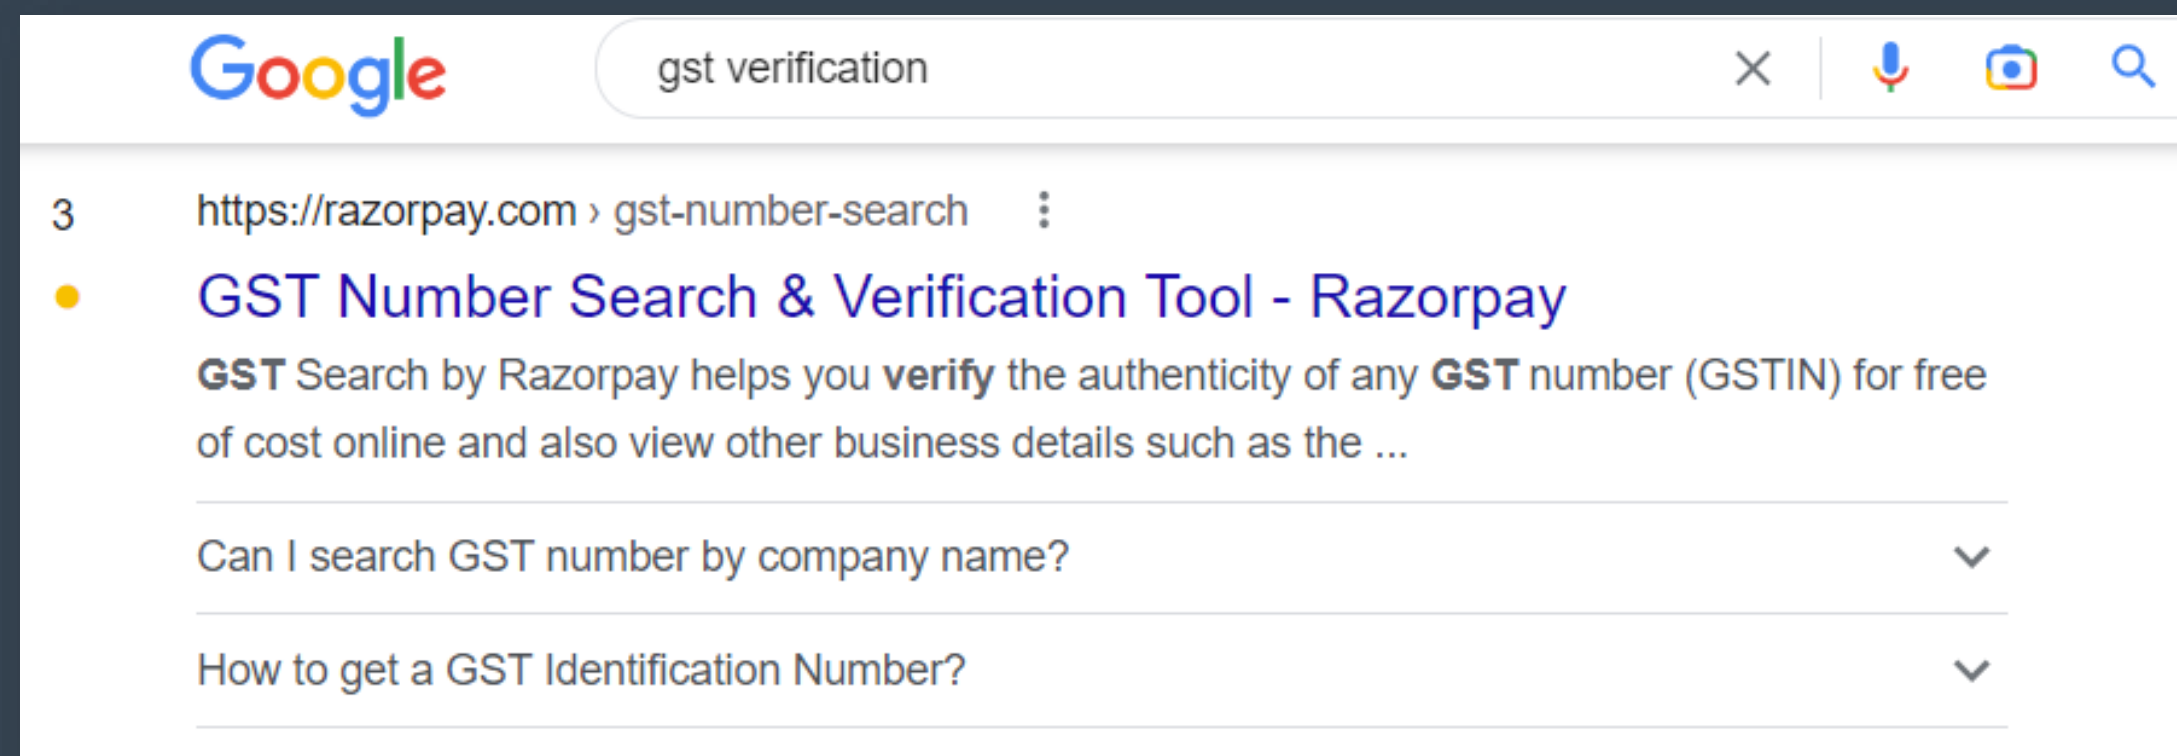 Google
gst verification
3
https://razorpay.com › gst-number-search
GST Number Search & Verification Tool - Razorpay
GST Search by Razorpay helps you verify the authenticity of any GST number (GSTIN) for free
of cost online and also view other business details such as the ...
Can I search GST number by company name?
How to get a GST Identification Number?